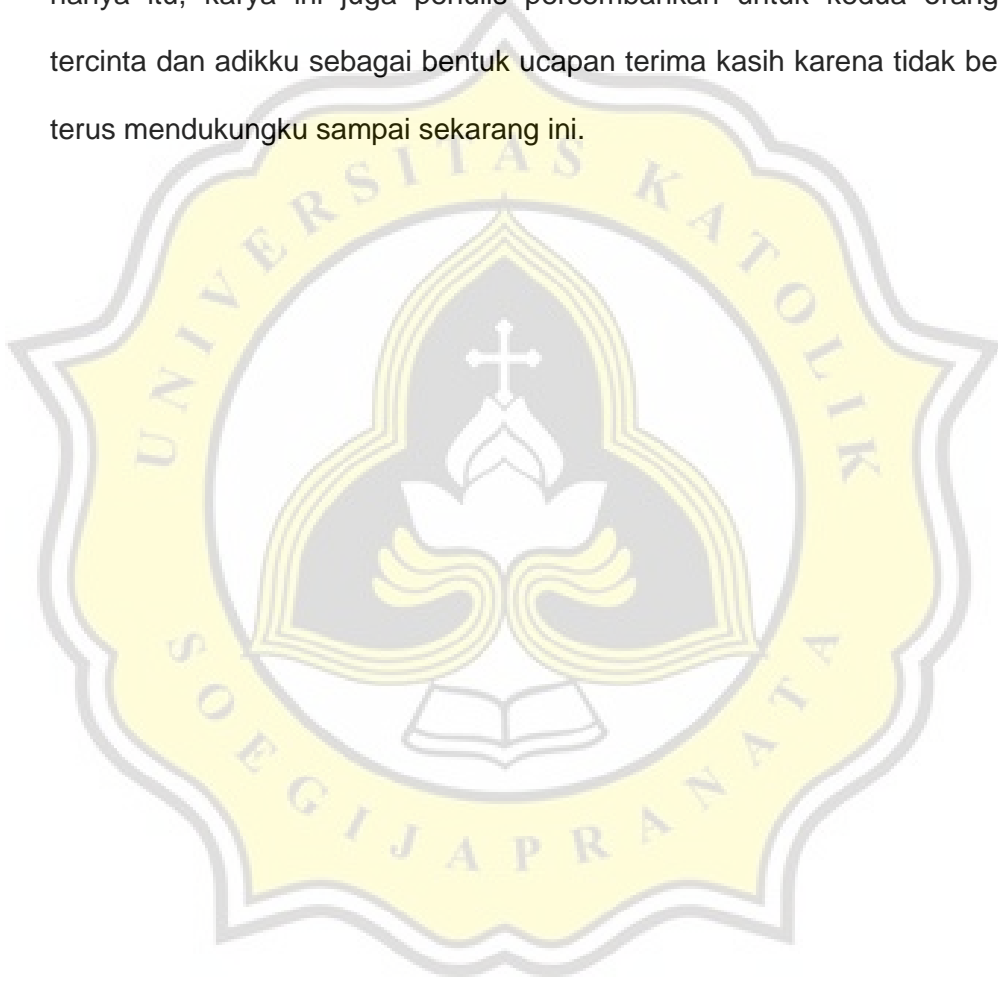 hanya itu, karya ini juga penulis persembahkan untuk kedua orang
tercinta dan adikku sebagai bentuk ucapan terima kasih karena tidak be
terus mendukungku sampai sekarang ini.
UNIVERSITAS KATOLIK
SOEGIJAPRANATA